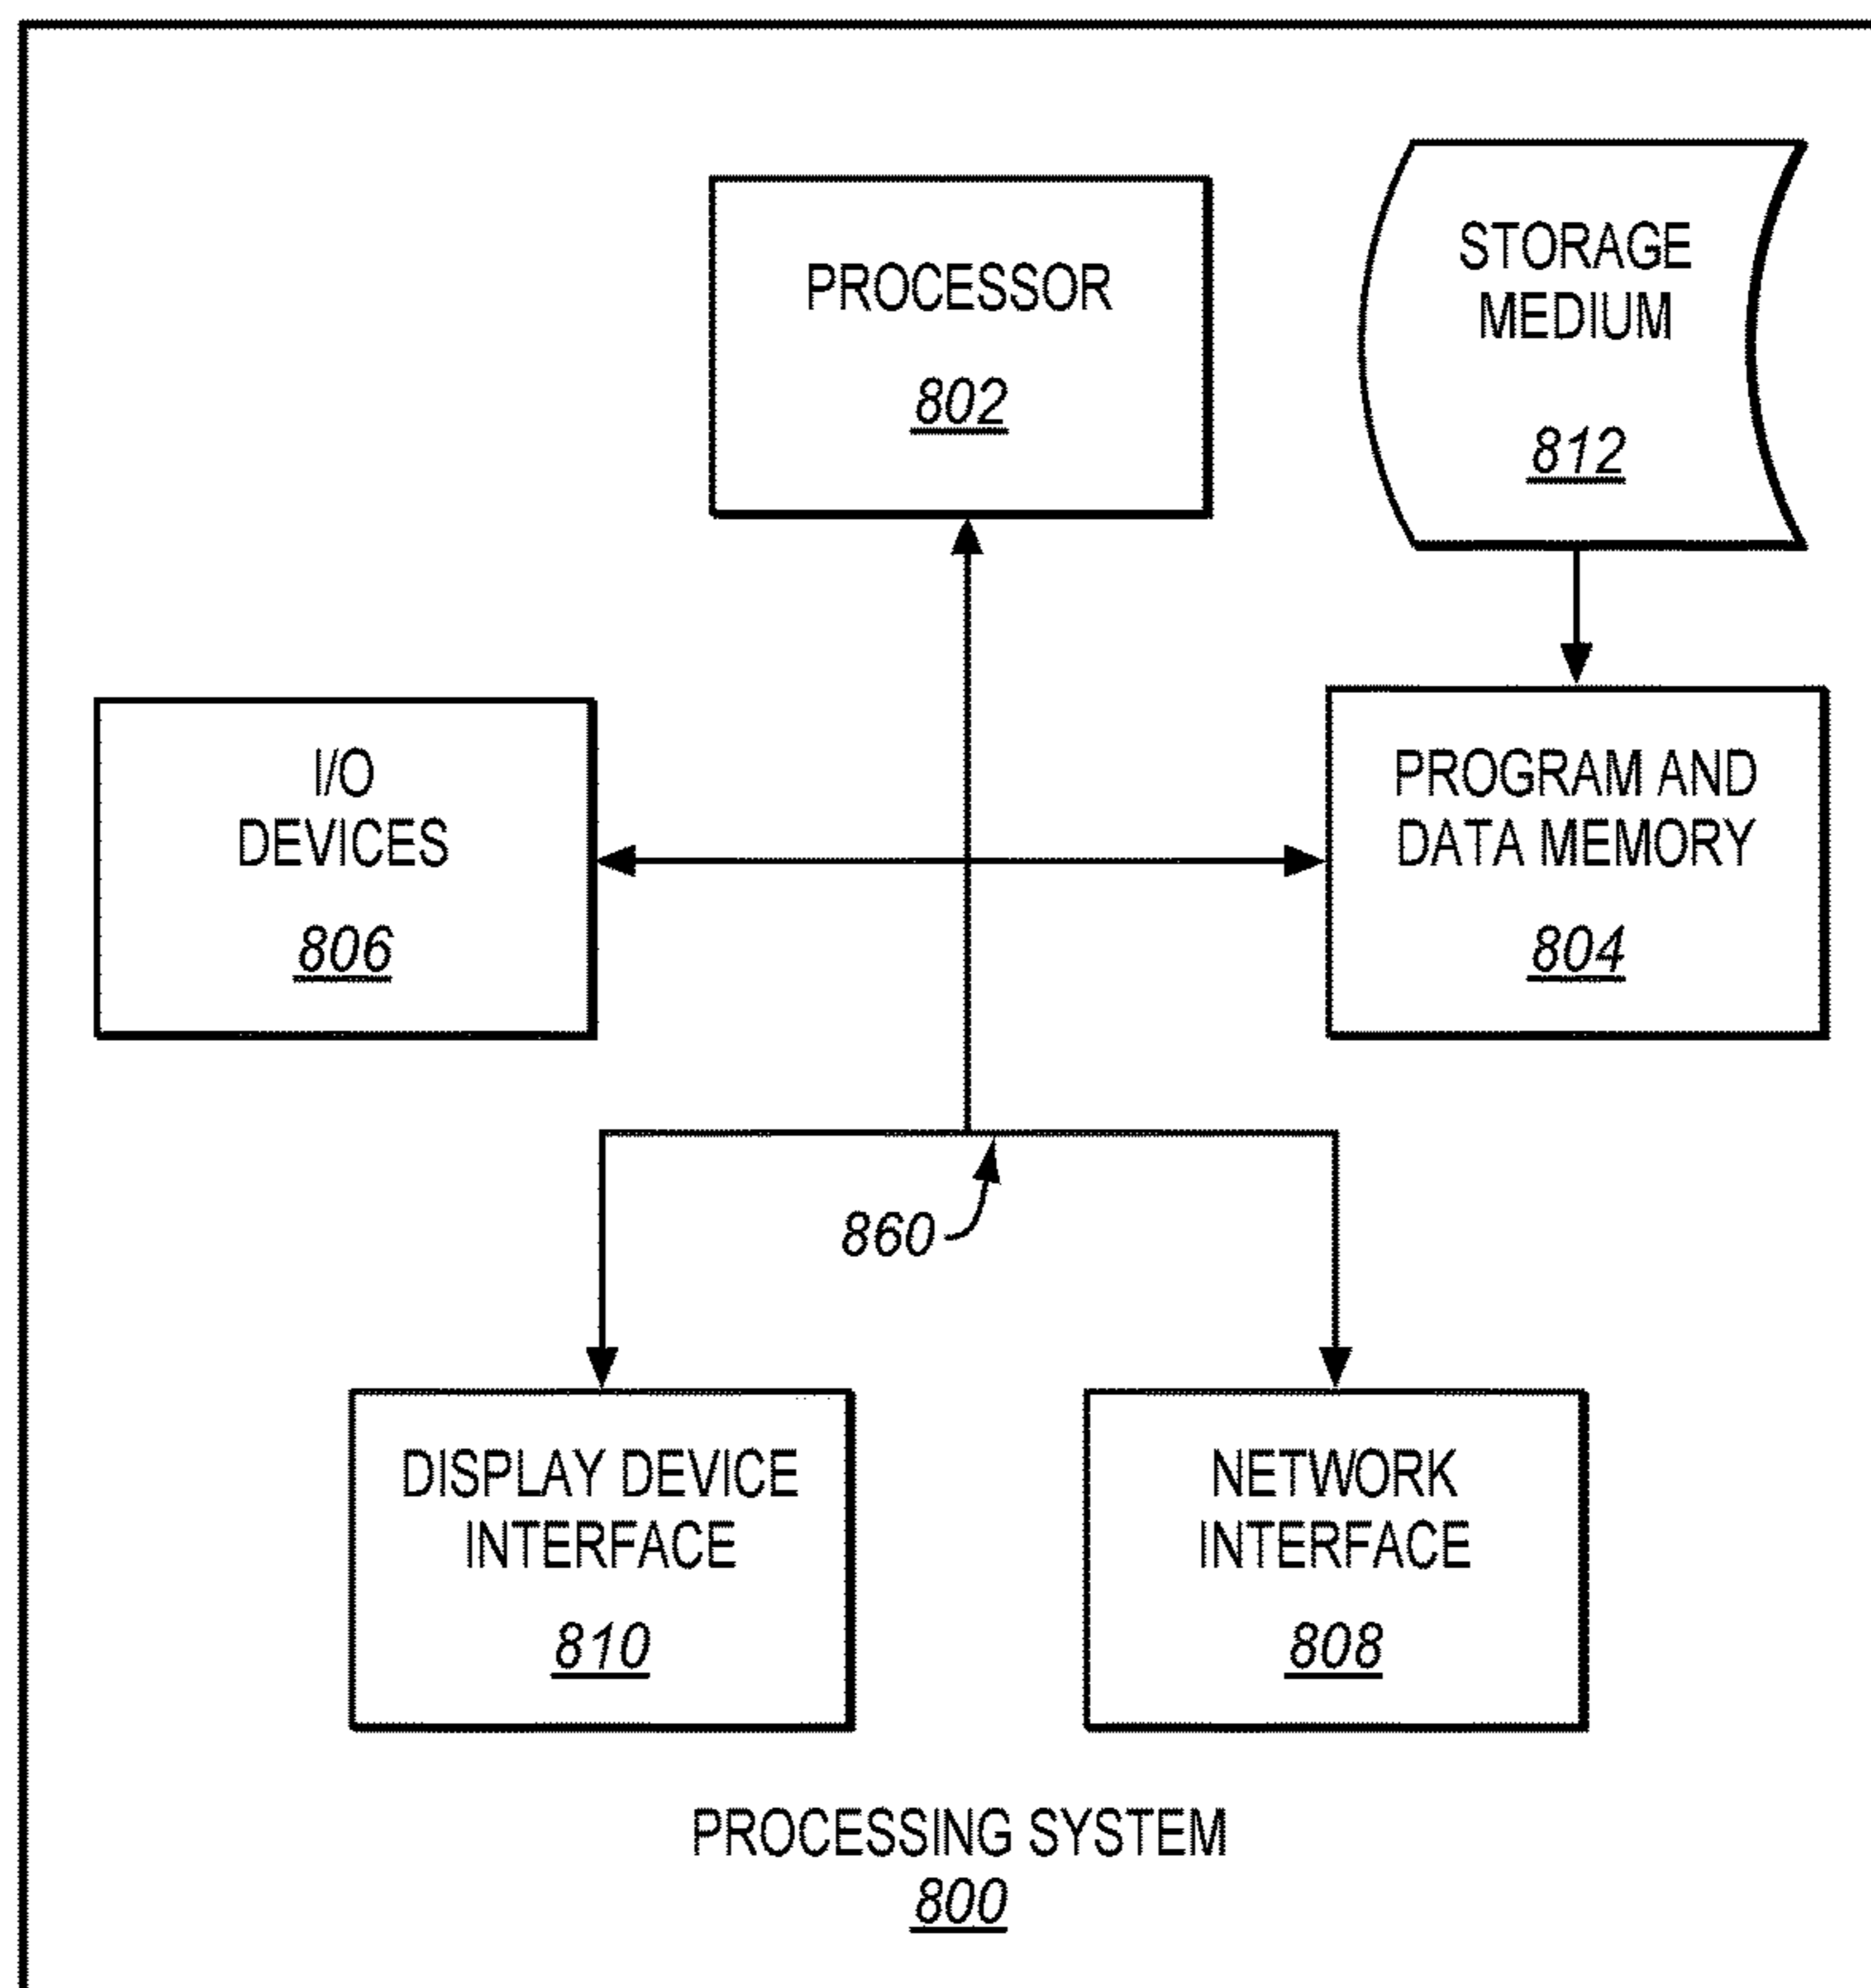 PROCESSOR
802
STORAGE
MEDIUM
812
I/O
DEVICES
806
PROGRAM AND
DATA MEMORY
804
860
DISPLAY DEVICE
INTERFACE
810
NETWORK
INTERFACE
808
PROCESSING SYSTEM
800